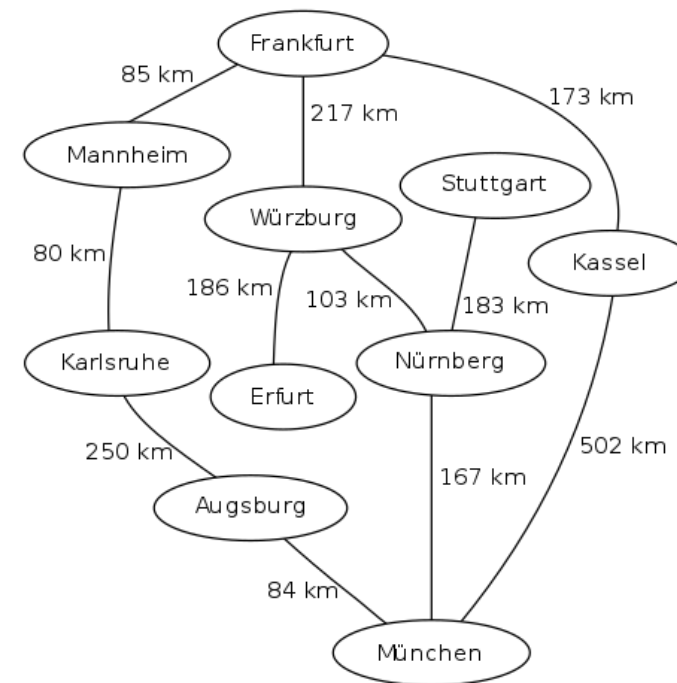 Frankfurt
85 km
173 km
217 km
Mannheim
Stuttgart
Würzburg
80 km
Kassel
186 km
103 km
183 km
Karlsruhe
Nürnberg
Erfurt
250 km
502 km
167 km
Augsburg
84 km
München